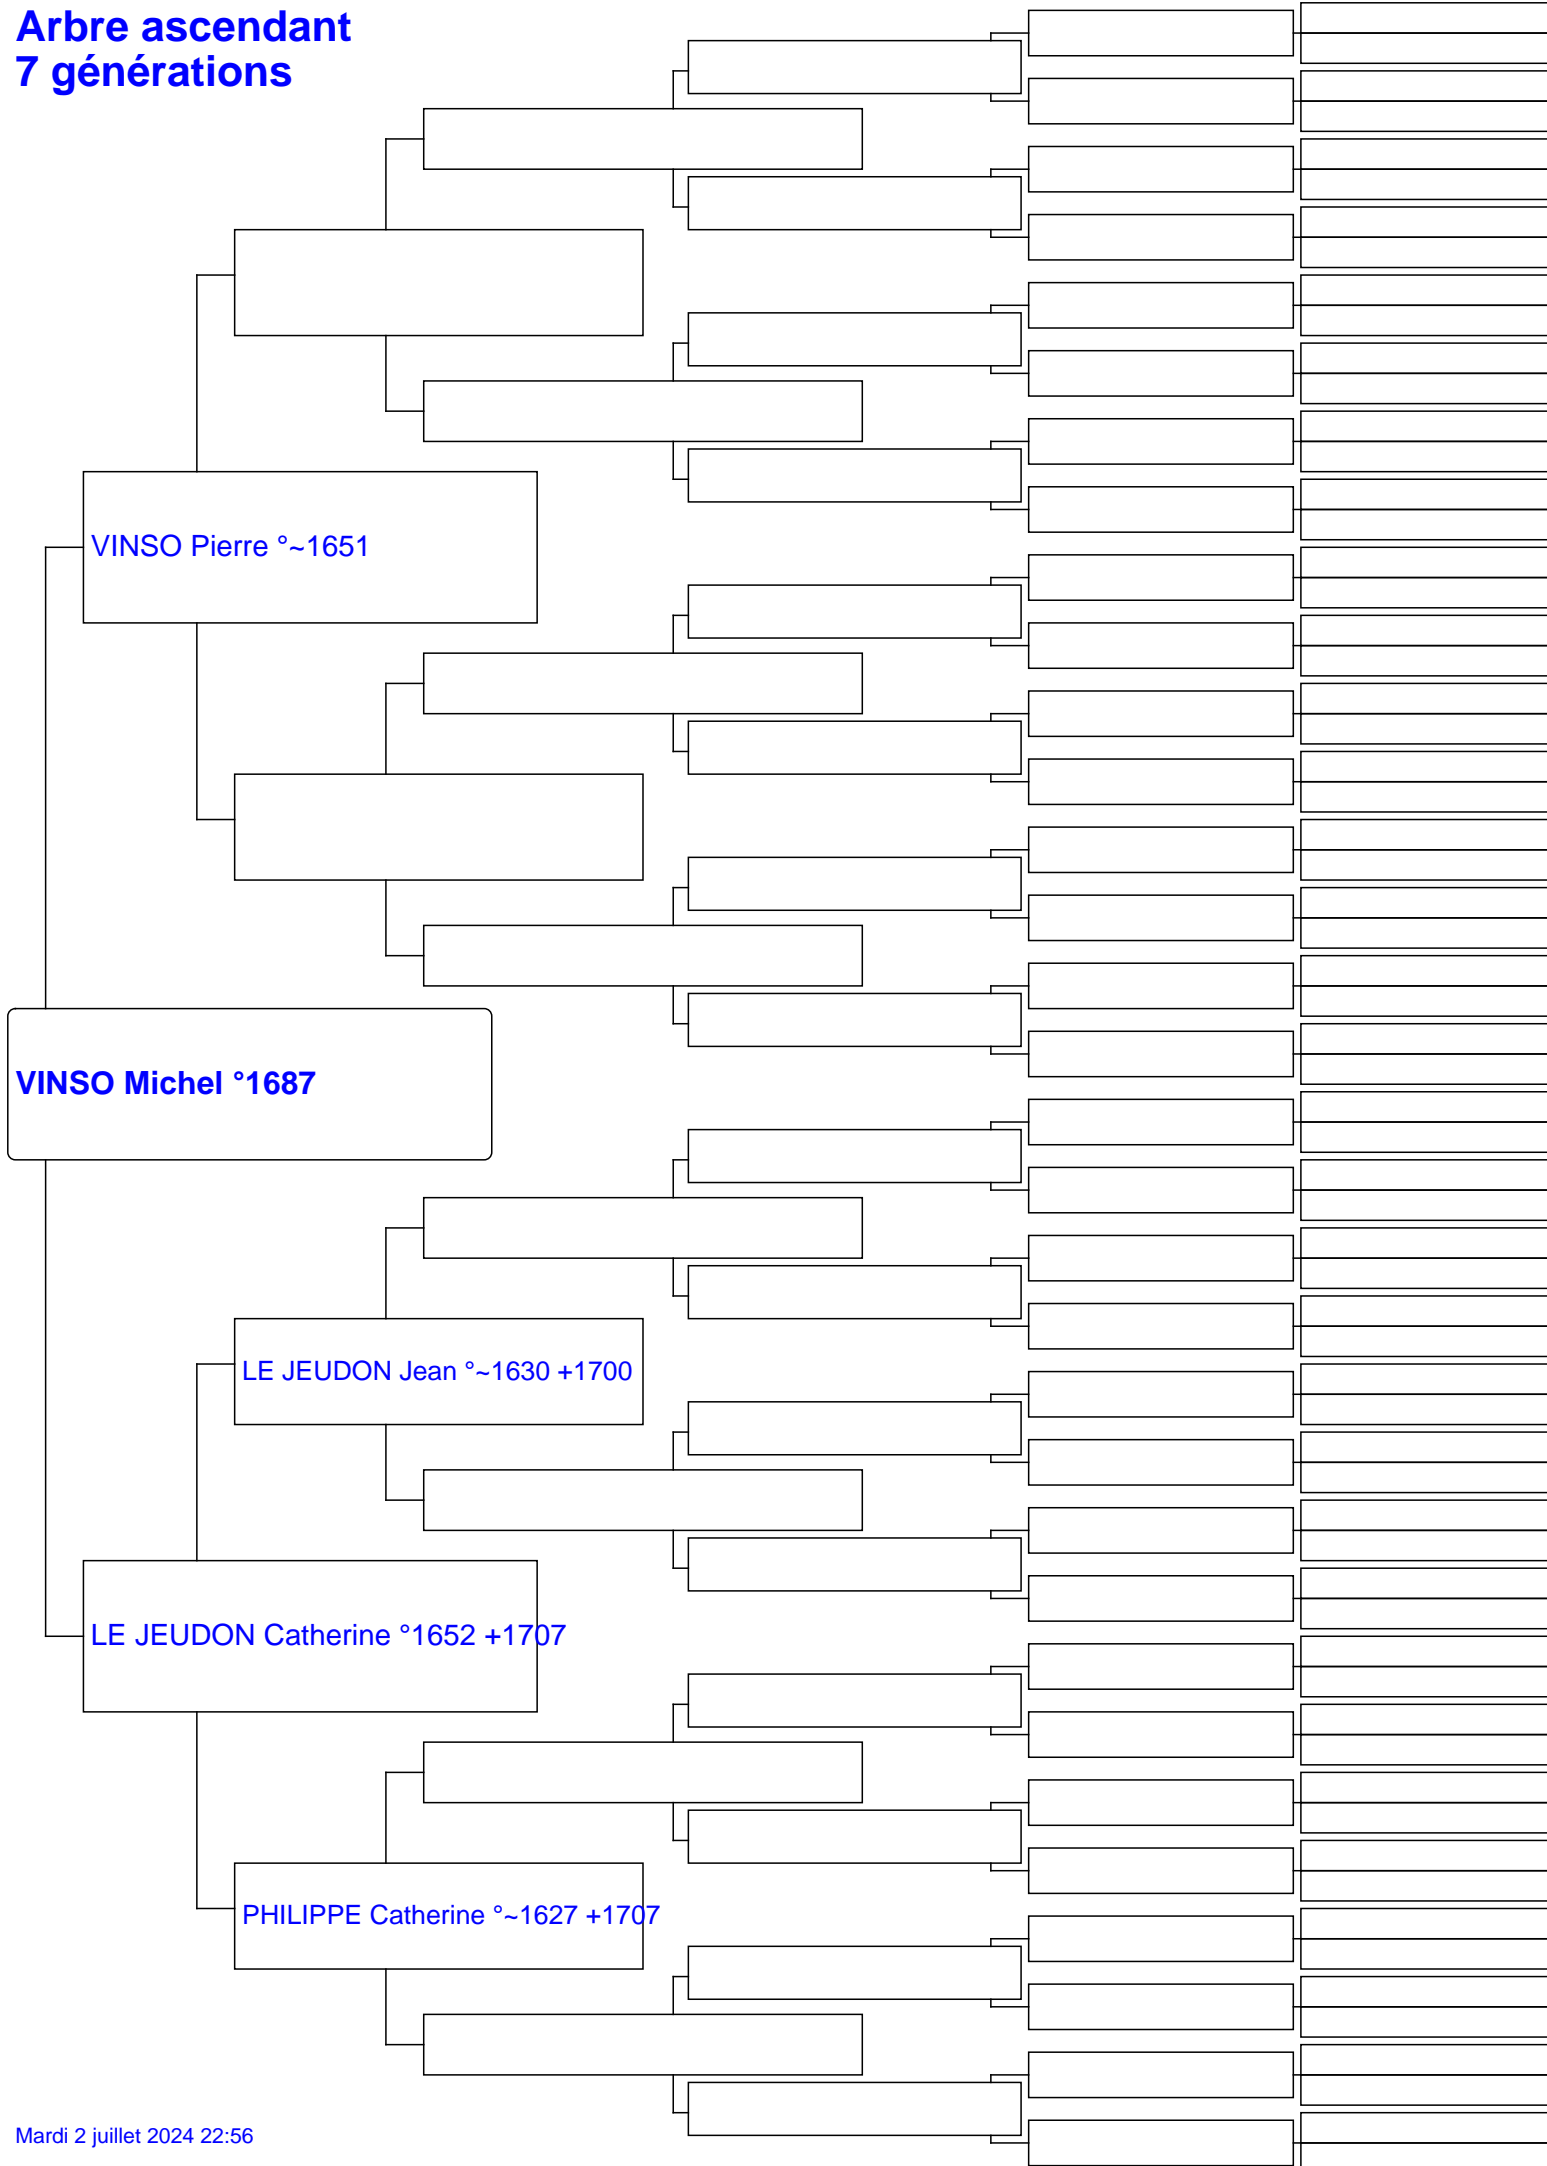 Arbre ascendant
7 générations
VINSO Pierre °~1651
VINSO Michel °1687
LE JEUDON Jean °~1630 +1700
LE JEUDON Catherine °1652 +1707
PHILIPPE Catherine °~1627 +1707
Mardi 2 juillet 2024 22:56